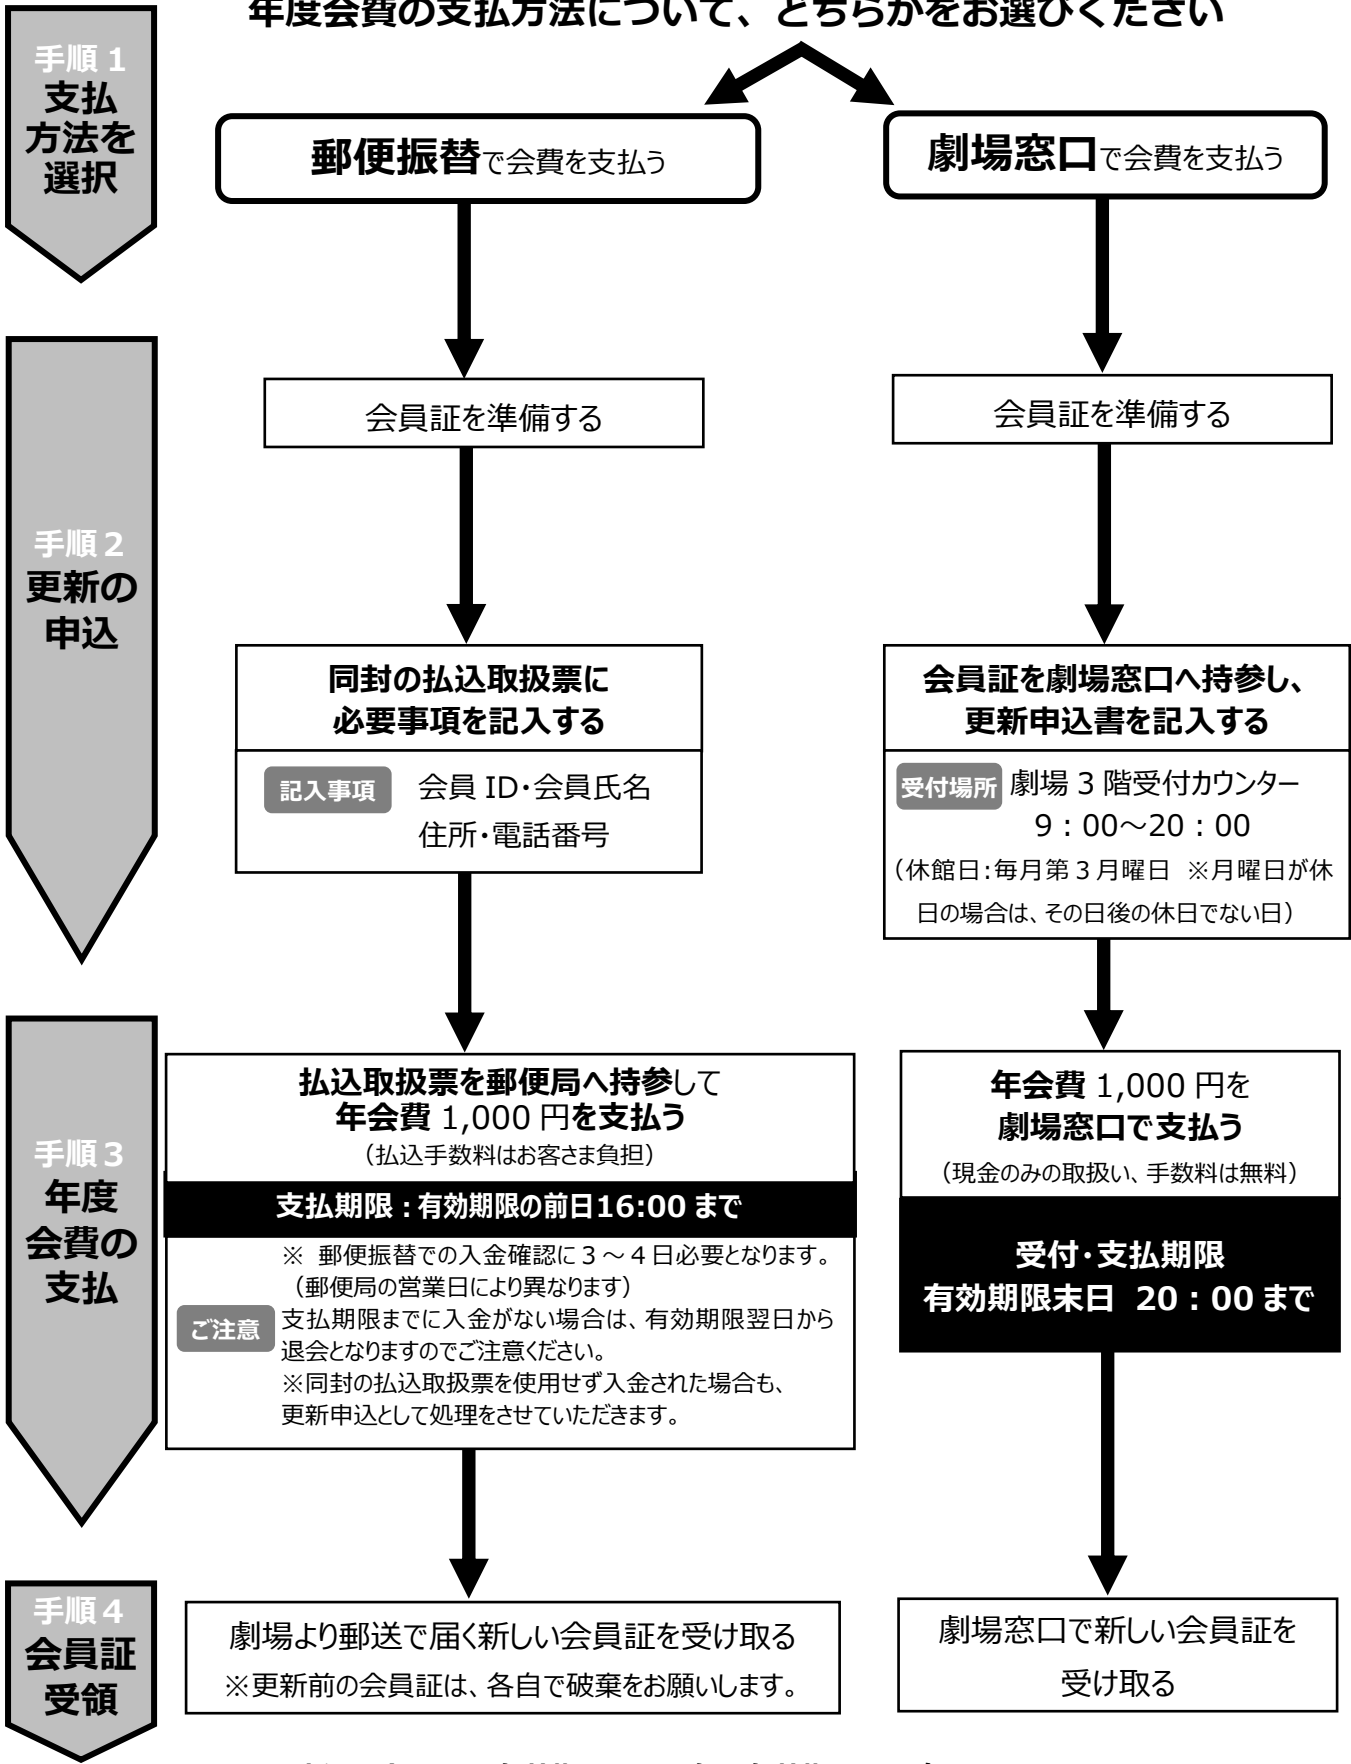 年度会費の支払方法について、どちらかをお選びください
手順１
支払
方法を
選択
郵便振替で会費を支払う
劇場窓口で会費を支払う
手順２
更新の
申込
会員証を準備する
会員証を準備する
同封の払込取扱票に
必要事項を記入する
記入事項 会員 ID・会員氏名
住所・電話番号
会員証を劇場窓口へ持参し、
更新申込書を記入する
受付場所 劇場 3 階受付カウンター
9：00～20：00
（休館日：毎月第３月曜日 ※月曜日が休
日の場合は、その日後の休日でない日）
手順３
年度
会費の
支払
払込取扱票を郵便局へ持参して
年会費 1,000 円を支払う
（払込手数料はお客さま負担）
支払期限：有効期限の前日16:00 まで
※ 郵便振替での入金確認に３～４日必要となります。
（郵便局の営業日により異なります）
ご注意
支払期限までに入金がない場合は、有効期限翌日から
退会となりますのでご注意ください。
※同封の払込取扱票を使用せず入金された場合も、
更新申込として処理をさせていただきます。
年会費 1,000 円を
劇場窓口で支払う
（現金のみの取扱い、手数料は無料）
受付・支払期限
有効期限末日 20：00 まで
手順４
会員証
受領
劇場より郵送で届く新しい会員証を受け取る
※更新前の会員証は、各自で破棄をお願いします。
劇場窓口で新しい会員証を
受け取る